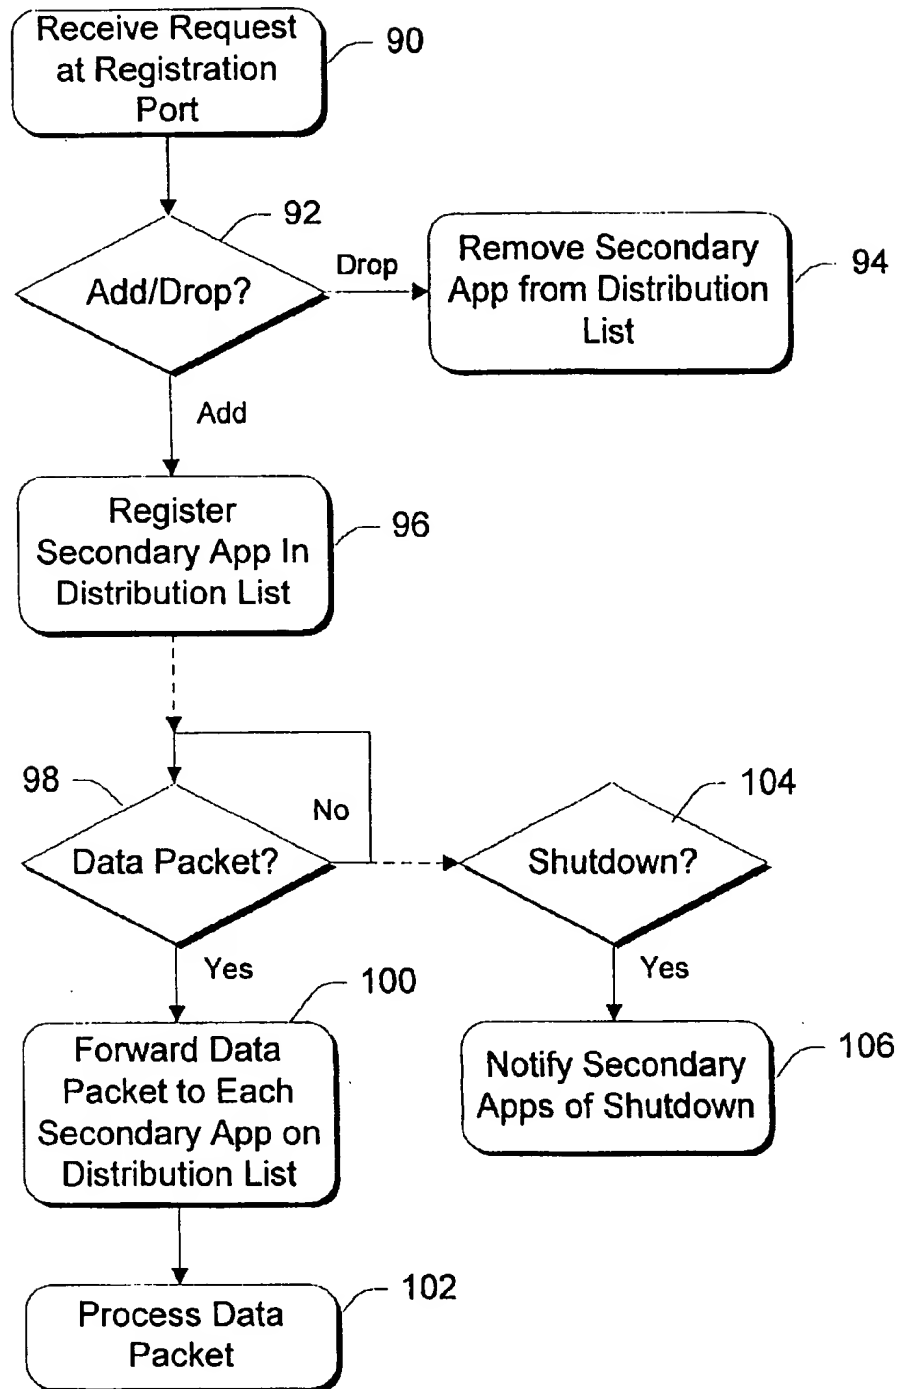 Receive Request
at Registration
Port
90
92
Add/Drop?
Drop
Remove Secondary
App from Distribution
List
94
Add
Register
Secondary App In
Distribution List
96
98
Data Packet?
No
104
Shutdown?
Yes
100
Yes
Forward Data
Packet to Each
Secondary App on
Distribution List
Notify Secondary
Apps of Shutdown
106
Process Data
Packet
102